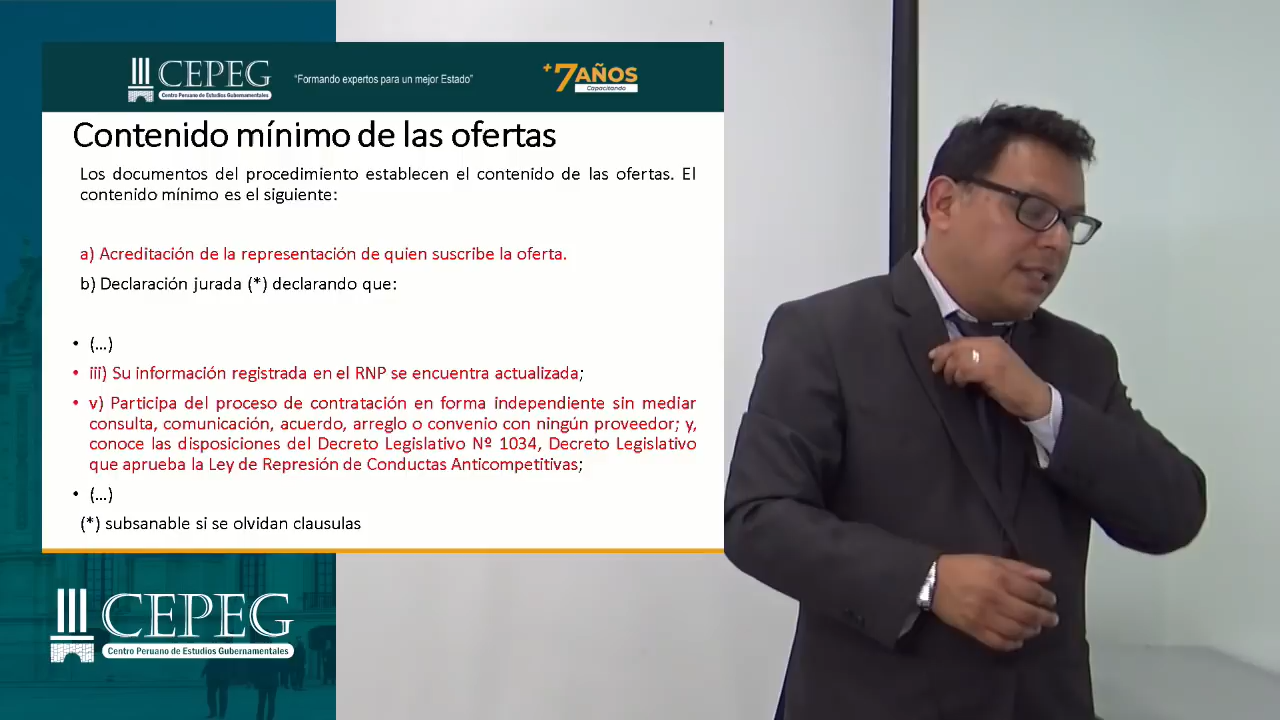 CEPEG
Centro Peruano de Estudios Gubernamentales
"Formando expertos para un mejor Estado"
+7AÑOS
Capacitando
Contenido mínimo de las ofertas
Los documentos del procedimiento establecen el contenido de las ofertas. El
contenido mínimo es el siguiente:
a) Acreditación de la representación de quien suscribe la oferta.
b) Declaración jurada (*) declarando que:
• (...)
• iii) Su información registrada en el RNP se encuentra actualizada;
• v) Participa del proceso de contratación en forma independiente sin mediar
consulta, comunicación, acuerdo, arreglo o convenio con ningún proveedor; y,
conoce las disposiciones del Decreto Legislativo Nº 1034, Decreto Legislativo
que aprueba la Ley de Represión de Conductas Anticompetitivas;
• (...)
(*) subsanable si se olvidan clausulas
CEPEG
Centro Peruano de Estudios Gubernamentales